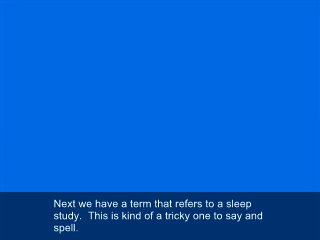 Next we have a term that refers to a sleep
study.  This is kind of a tricky one to say and
spell.